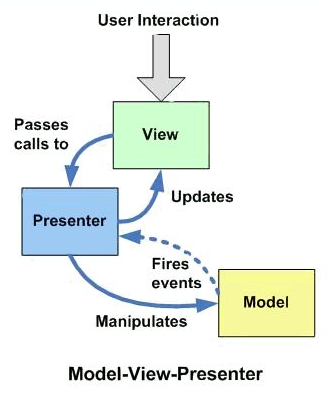 User Interaction
View
Passes
calls to
Updates
Presenter
Fires
events
Model
Manipulates
Model-View-Presenter